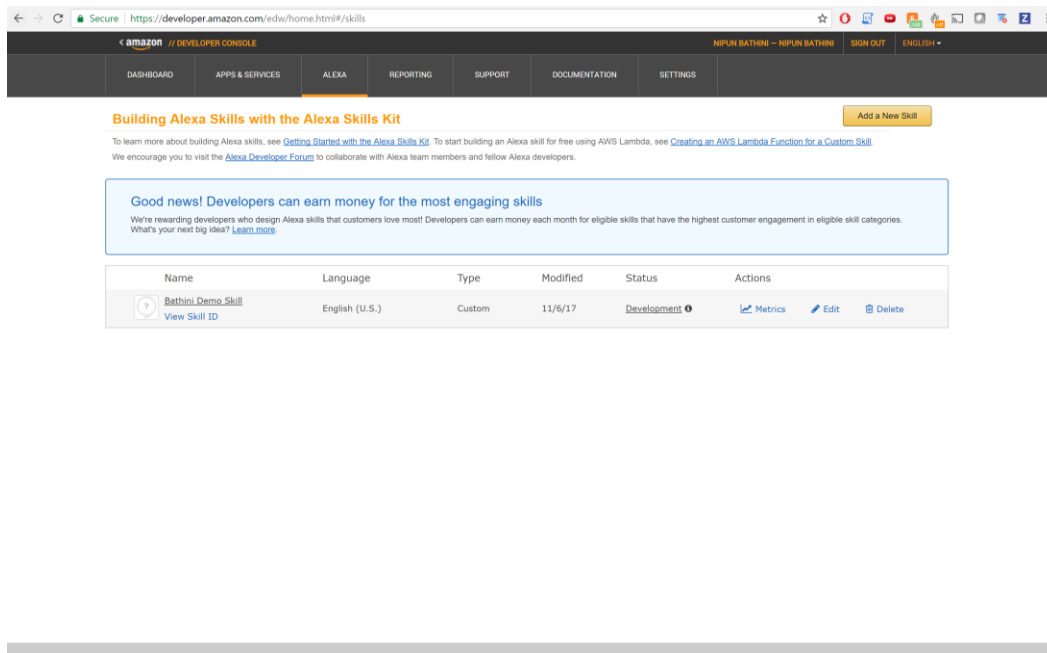 Secure https://developer.amazon.com/edw/home.html#/skills
amazon // DEVELOPER CONSOLE NIPUN BATHINI – NIPUN BATHINI SIGN OUT ENGLISH
DASHBOARD APPS & SERVICES ALEXA REPORTING SUPPORT DOCUMENTATION SETTINGS
Building Alexa Skills with the Alexa Skills Kit Add a New Skill
To learn more about building Alexa skills, see Getting Started with the Alexa Skills Kit. To start building an Alexa skill for free using AWS Lambda, see Creating an AWS Lambda Function for a Custom Skill.
We encourage you to visit the Alexa Developer Forum to collaborate with Alexa team members and fellow Alexa developers.
Good news! Developers can earn money for the most engaging skills
We're rewarding developers who design Alexa skills that customers love most! Developers can earn money each month for eligible skills that have the highest customer engagement in eligible skill categories.
What's your next big idea? Learn more.
Name Language Type Modified Status Actions
Bathini Demo Skill English (U.S.) Custom 11/6/17 Development Metrics Edit Delete
View Skill ID